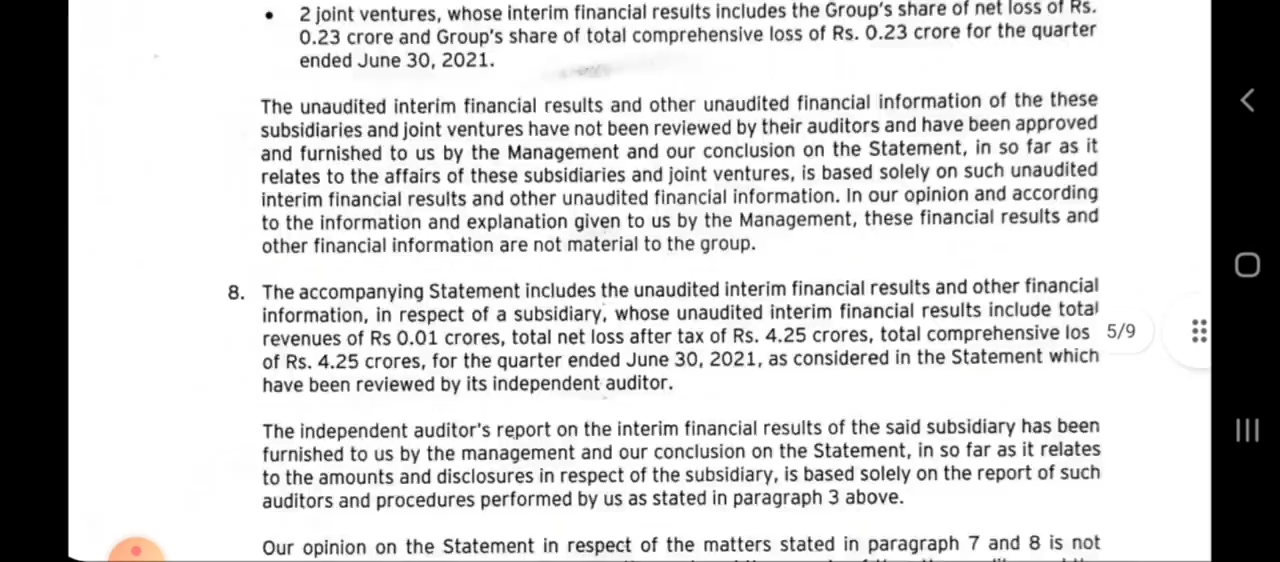 • 2 joint ventures, whose interim financial results includes the Group's share of net loss of Rs.
0.23 crore and Group's share of total comprehensive loss of Rs. 0.23 crore for the quarter
ended June 30, 2021.
The unaudited interim financial results and other unaudited financial information of the these
subsidiaries and joint ventures have not been reviewed by their auditors and have been approved
and furnished to us by the Management and our conclusion on the Statement, in so far as it
relates to the affairs of these subsidiaries and joint ventures, is based solely on such unaudited
interim financial results and other unaudited financial information. In our opinion and according
to the information and explanation given to us by the Management, these financial results and
other financial information are not material to the group.
8. The accompanying Statement includes the unaudited interim financial results and other financial
information, in respect of a subsidiary, whose unaudited interim financial results include total
revenues of Rs 0.01 crores, total net loss after tax of Rs. 4.25 crores, total comprehensive los
5/9
of Rs. 4.25 crores, for the quarter ended June 30, 2021, as considered in the Statement which
have been reviewed by its independent auditor.
The independent auditor's report on the interim financial results of the said subsidiary has been
furnished to us by the management and our conclusion on the Statement, in so far as it relates
to the amounts and disclosures in respect of the subsidiary, is based solely on the report of such
auditors and procedures performed by us as stated in paragraph 3 above.
Our opinion on the Statement in respect of the matters stated in paragraph 7 and 8 is not